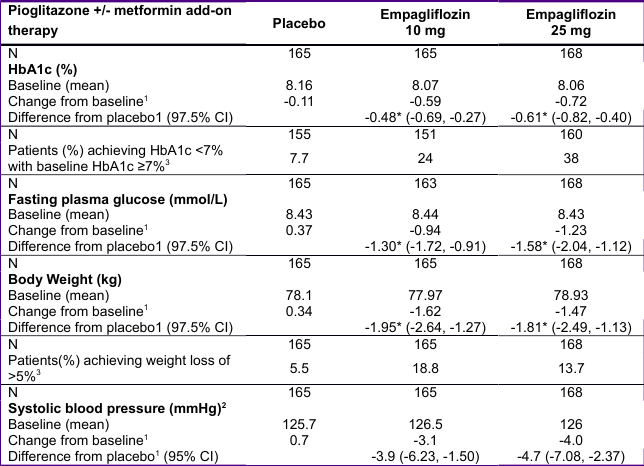 Pioglitazone +/- metformin add-on therapy Placebo Empagliflozin 10 mg Empagliflozin 25 mg
N 165 165 168
HbA1c (%)
Baseline (mean) 8.16 8.07 8.06
Change from baseline¹ -0.11 -0.59 -0.72
Difference from placebo1 (97.5% CI) -0.48* (-0.69, -0.27) -0.61* (-0.82, -0.40)
N 155 151 160
Patients (%) achieving HbA1c <7%
with baseline HbA1c ≥7%³ 7.7 24 38
N 165 163 168
Fasting plasma glucose (mmol/L)
Baseline (mean) 8.43 8.44 8.43
Change from baseline¹ 0.37 -0.94 -1.23
Difference from placebo1 (97.5% CI) -1.30* (-1.72, -0.91) -1.58* (-2.04, -1.12)
N 165 165 168
Body Weight (kg)
Baseline (mean) 78.1 77.97 78.93
Change from baseline¹ 0.34 -1.62 -1.47
Difference from placebo1 (97.5% CI) -1.95* (-2.64, -1.27) -1.81* (-2.49, -1.13)
N 165 165 168
Patients(%) achieving weight loss of
>5%³ 5.5 18.8 13.7
N 165 165 168
Systolic blood pressure (mmHg)²
Baseline (mean) 125.7 126.5 126
Change from baseline¹ 0.7 -3.1 -4.0
Difference from placebo¹ (95% CI) -3.9 (-6.23, -1.50) -4.7 (-7.08, -2.37)